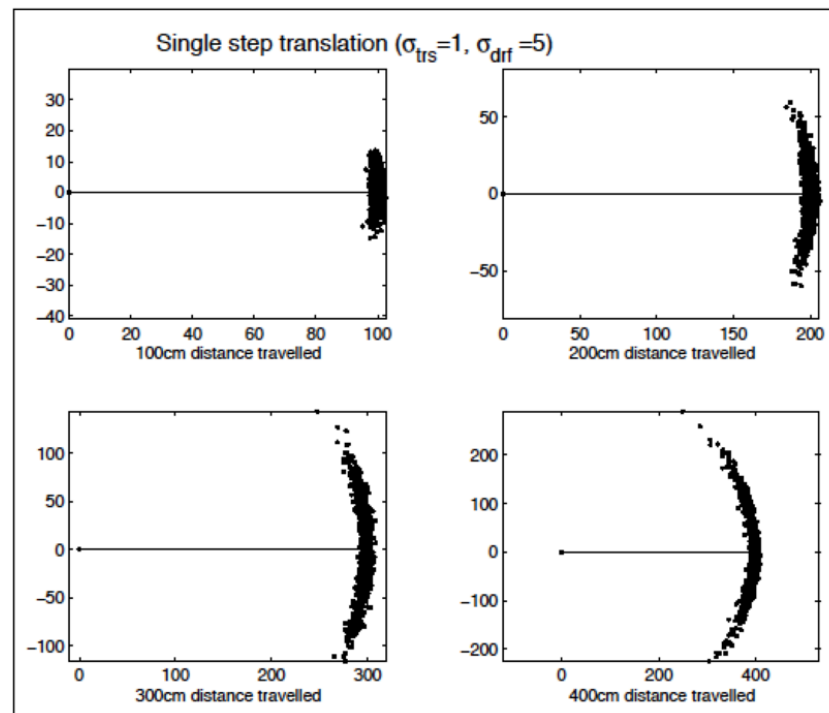 Single step translation (σtrs=1, σdrf =5)
30
20
10
0
−10
−20
−30
−40
0 20 40 60 80 100
100cm distance travelled
50
0
−50
0 50 100 150 200
200cm distance travelled
100
50
0
−50
−100
0 100 200 300
300cm distance travelled
200
100
0
−100
−200
0 200 400
400cm distance travelled